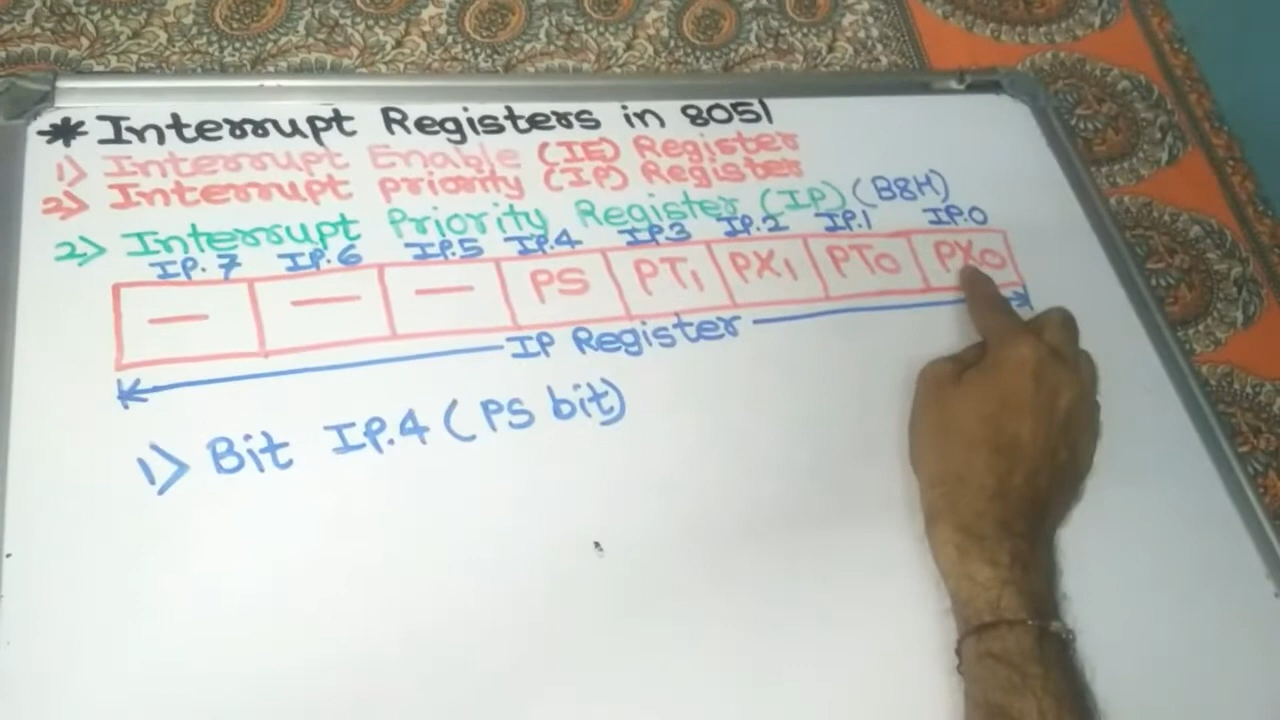 * Interrupt Registers in 8051
1) Interrupt Enable (IE) Register
2) Interrupt priority (IP) Register
2) Interrupt Priority Register (IP) (B8H)
IP.7 IP.6 IP.5 IP.4 IP.3 IP.2 IP.1 IP.0
— — — PS PT1 PX1 PT0 PX0
IP Register
1) Bit IP.4 (PS bit)